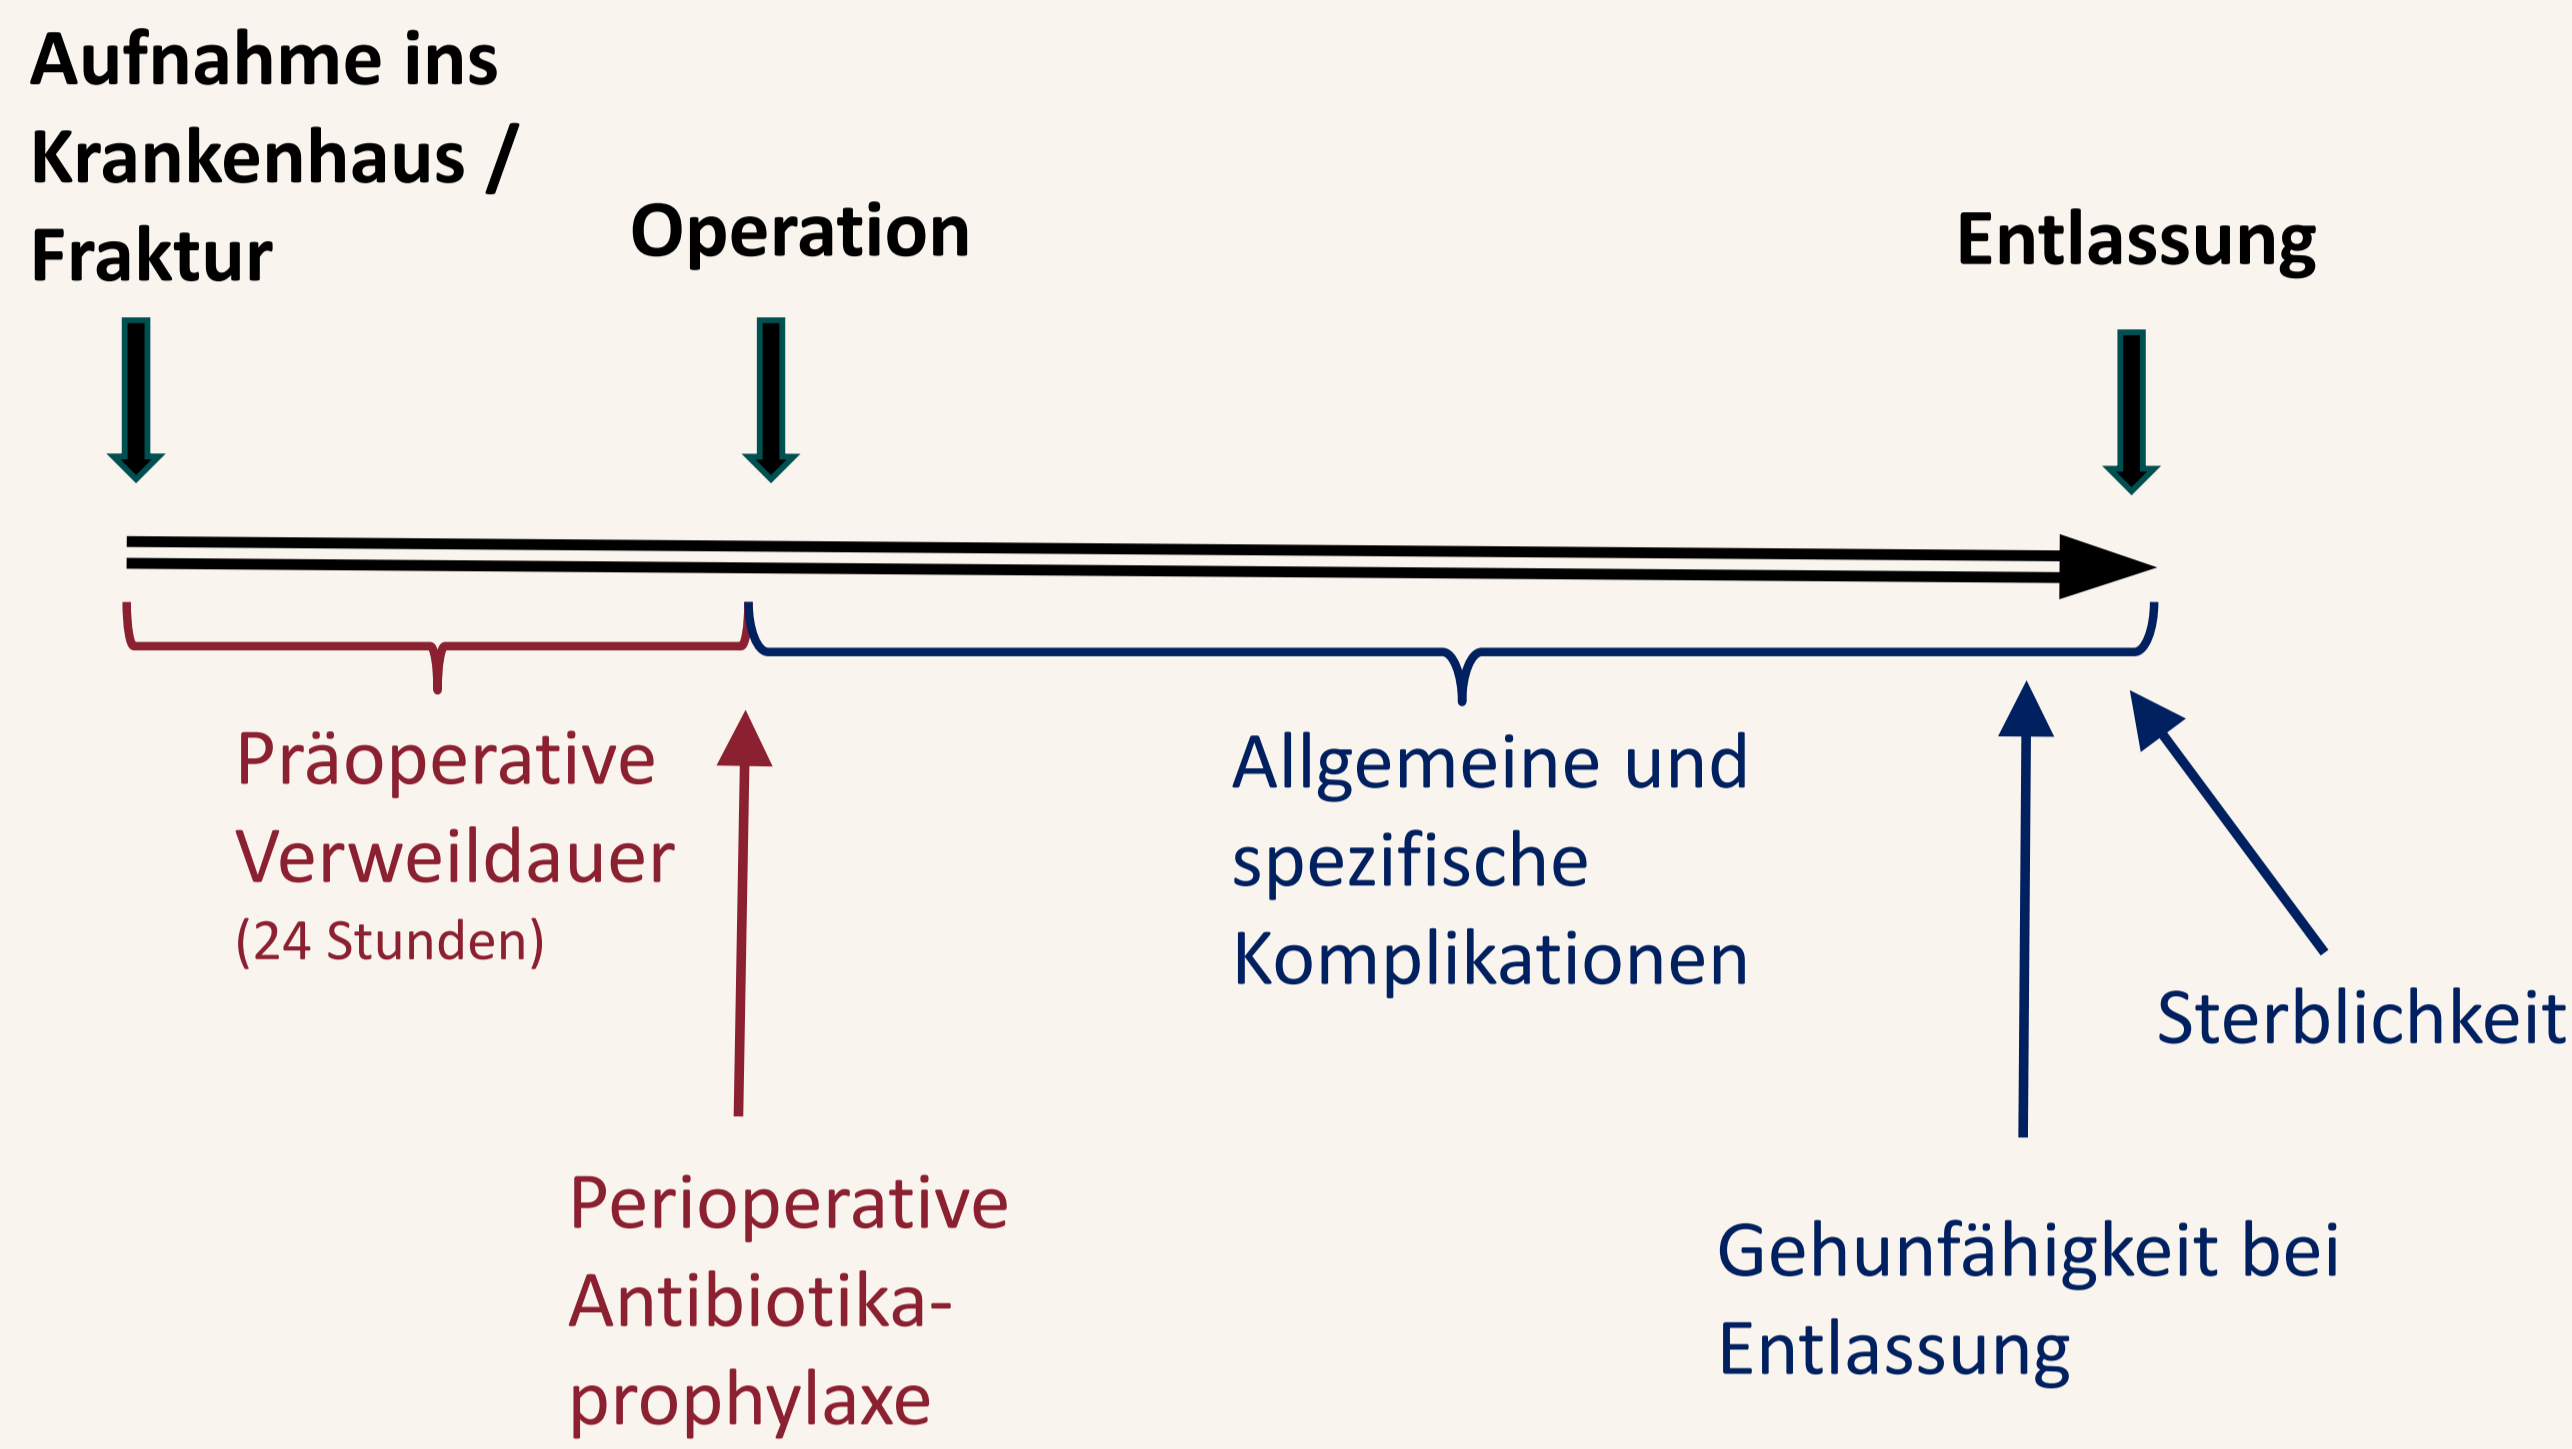 Aufnahme ins
Krankenhaus /
Fraktur
Operation
Entlassung
Präoperative
Verweildauer
(24 Stunden)
Allgemeine und
spezifische
Komplikationen
Sterblichkeit
Perioperative
Antibiotika-
prophylaxe
Gehunfähigkeit bei
Entlassung